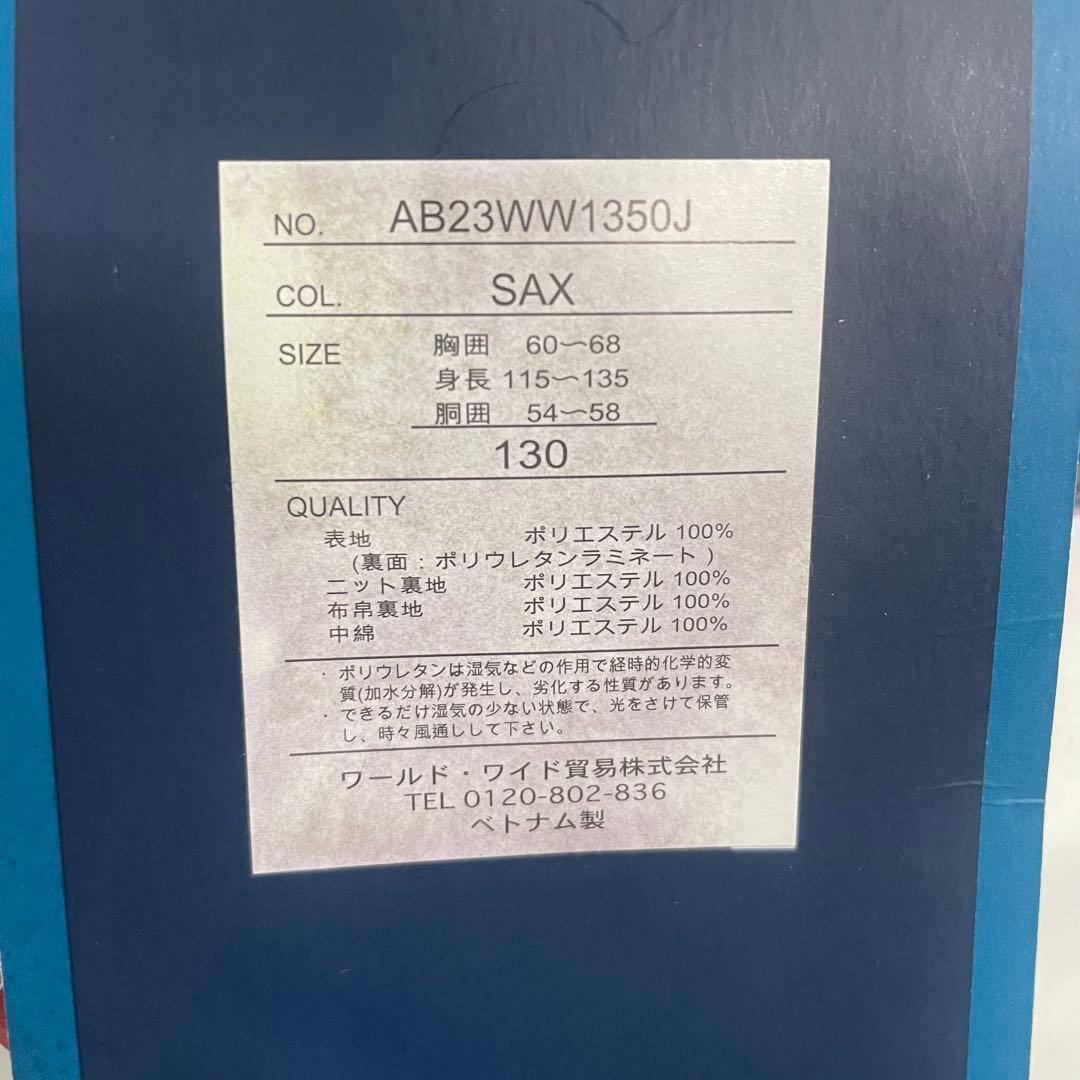 NO. AB23WW1350J
COL. SAX
SIZE 胸囲 60〜68
身長 115〜135
胴囲 54〜58
130
QUALITY
表地 ポリエステル 100%
(裏面:ポリウレタンラミネート)
ニット裏地 ポリエステル 100%
布帛裏地 ポリエステル 100%
中綿 ポリエステル 100%
・ポリウレタンは湿気などの作用で経時的化学的変
質(加水分解)が発生し、劣化する性質があります。
・できるだけ湿気の少ない状態で、光をさけて保管
し、時々風通しして下さい。
ワールド・ワイド貿易株式会社
TEL 0120-802-836
ベトナム製